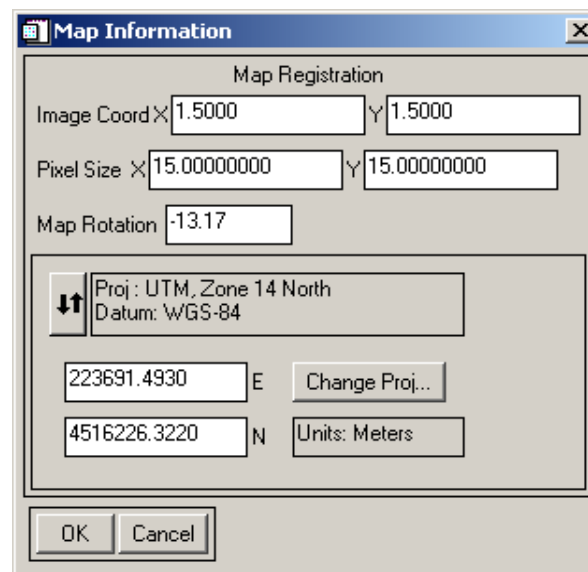 Map Information
Map Registration
Image Coord X 1.5000 Y 1.5000
Pixel Size X 15.00000000 Y 15.00000000
Map Rotation -13.17
Proj : UTM, Zone 14 North
Datum: WGS-84
223691.4930 E Change Proj...
4516226.3220 N Units: Meters
OK Cancel